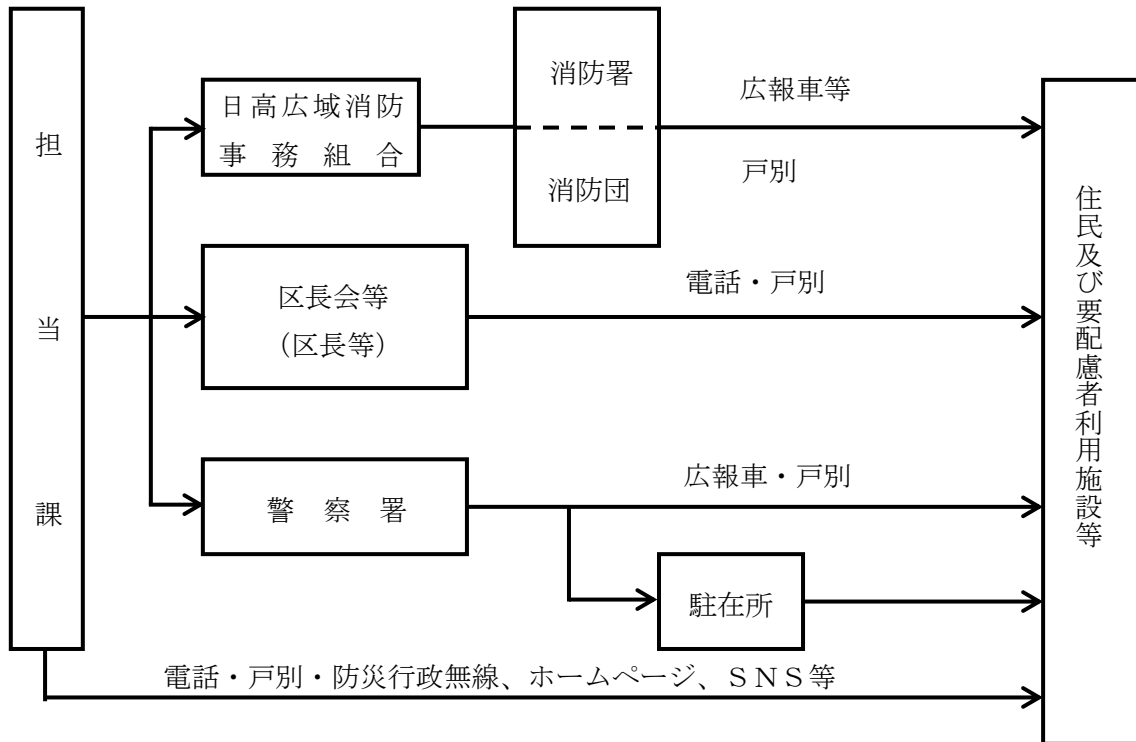 担当課
日高広域消防
事務組合
消防署
消防団
広報車等
戸別
区長会等
(区長等)
電話・戸別
警察署
広報車・戸別
駐在所
電話・戸別・防災行政無線、ホームページ、ＳＮＳ等
住民及び要配慮者利用施設等